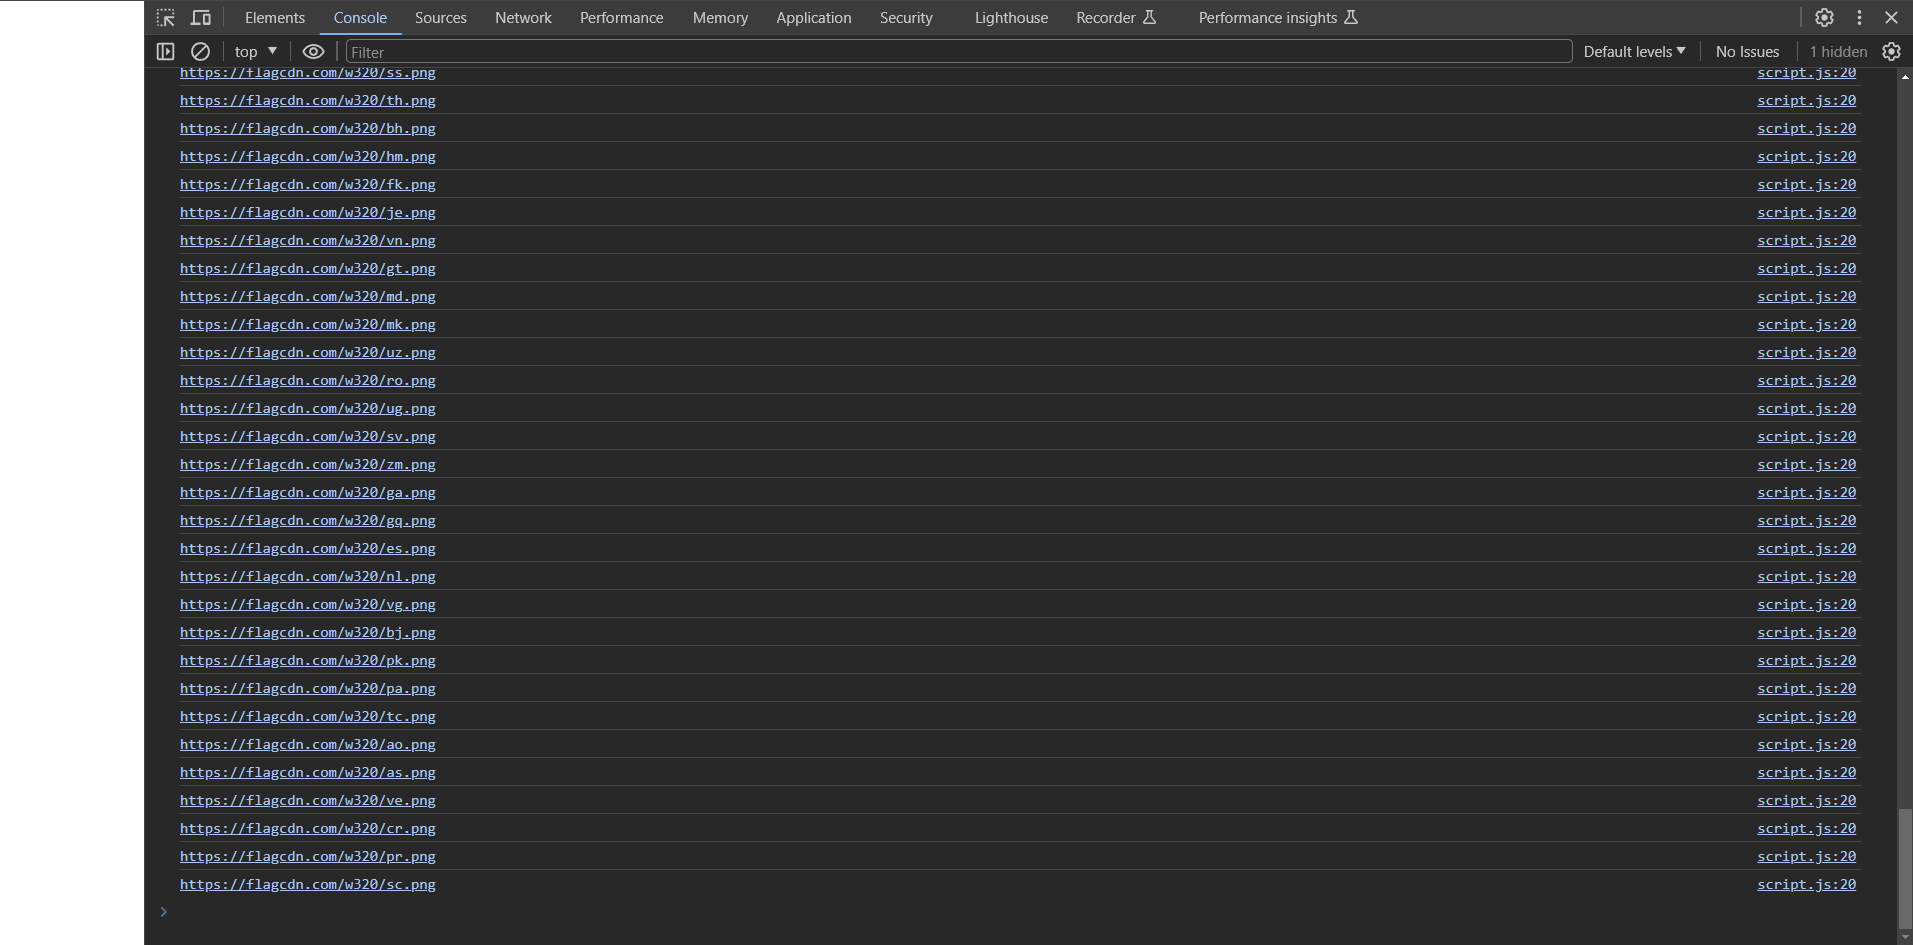 Elements Console Sources Network Performance Memory Application Security Lighthouse Recorder Performance insights
top Filter Default levels No Issues 1 hidden
https://flagcdn.com/w320/ss.png script.js:20
https://flagcdn.com/w320/th.png script.js:20
https://flagcdn.com/w320/bh.png script.js:20
https://flagcdn.com/w320/hm.png script.js:20
https://flagcdn.com/w320/fk.png script.js:20
https://flagcdn.com/w320/je.png script.js:20
https://flagcdn.com/w320/vn.png script.js:20
https://flagcdn.com/w320/gt.png script.js:20
https://flagcdn.com/w320/md.png script.js:20
https://flagcdn.com/w320/mk.png script.js:20
https://flagcdn.com/w320/uz.png script.js:20
https://flagcdn.com/w320/ro.png script.js:20
https://flagcdn.com/w320/ug.png script.js:20
https://flagcdn.com/w320/sv.png script.js:20
https://flagcdn.com/w320/zm.png script.js:20
https://flagcdn.com/w320/ga.png script.js:20
https://flagcdn.com/w320/gq.png script.js:20
https://flagcdn.com/w320/es.png script.js:20
https://flagcdn.com/w320/nl.png script.js:20
https://flagcdn.com/w320/vg.png script.js:20
https://flagcdn.com/w320/bj.png script.js:20
https://flagcdn.com/w320/pk.png script.js:20
https://flagcdn.com/w320/pa.png script.js:20
https://flagcdn.com/w320/tc.png script.js:20
https://flagcdn.com/w320/ao.png script.js:20
https://flagcdn.com/w320/as.png script.js:20
https://flagcdn.com/w320/ve.png script.js:20
https://flagcdn.com/w320/cr.png script.js:20
https://flagcdn.com/w320/pr.png script.js:20
https://flagcdn.com/w320/sc.png script.js:20